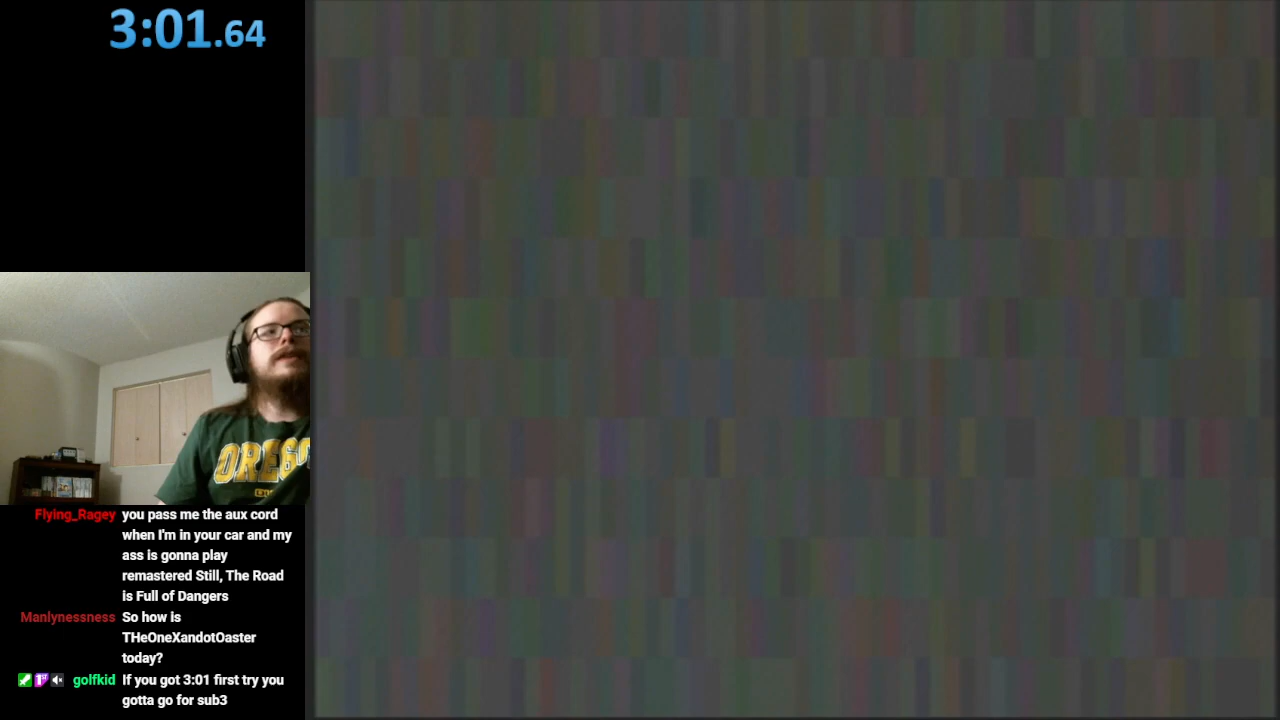 3:01.64
OREGO
Flying_Ragey you pass me the aux cord
when I'm in your car and my
ass is gonna play
remastered Still, The Road
is Full of Dangers
Manlynessness So how is
THeOneXandotOaster
today?
golfkid If you got 3:01 first try you
gotta go for sub3